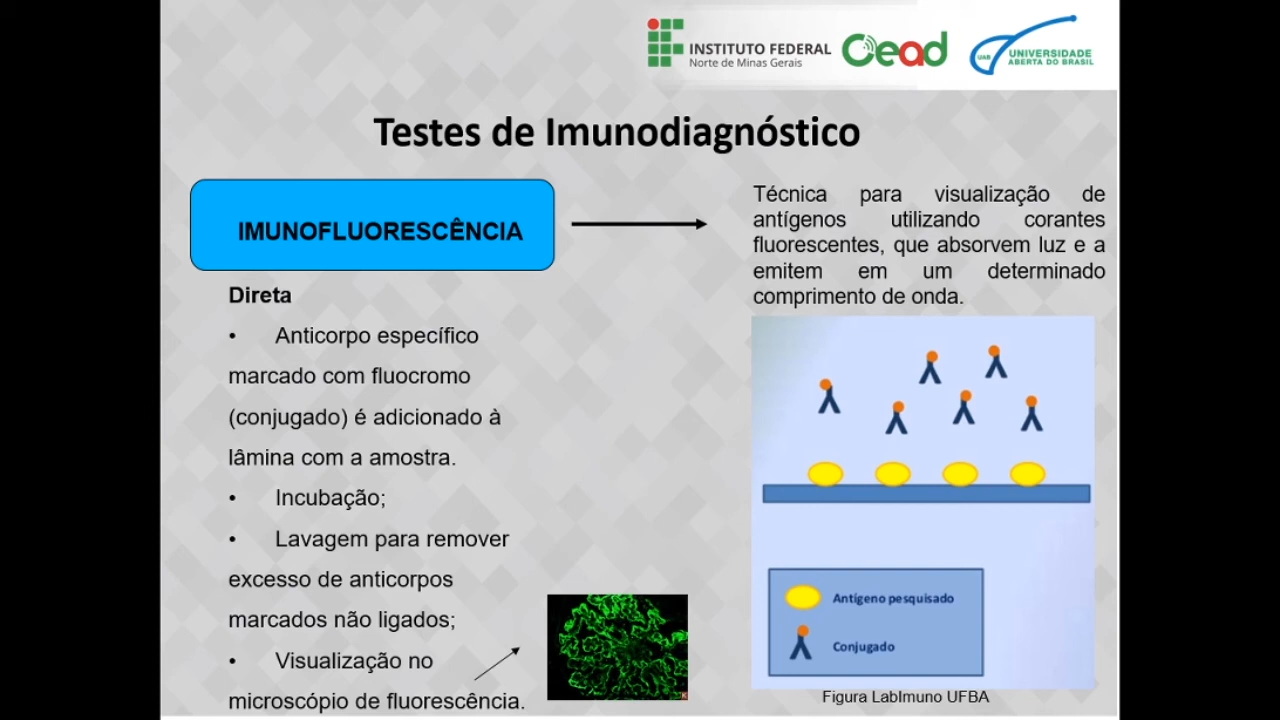 INSTITUTO FEDERAL
Norte de Minas Gerais
Cead
UAB
UNIVERSIDADE
ABERTA DO BRASIL
Testes de Imunodiagnóstico
IMUNOFLUORESCÊNCIA
Técnica para visualização de
antígenos utilizando corantes
fluorescentes, que absorvem luz e a
emitem em um determinado
comprimento de onda.
Direta
• Anticorpo específico
marcado com fluocromo
(conjugado) é adicionado à
lâmina com a amostra.
• Incubação;
• Lavagem para remover
excesso de anticorpos
marcados não ligados;
• Visualização no
microscópio de fluorescência.
K
Antígeno pesquisado
Conjugado
Figura LabImuno UFBA